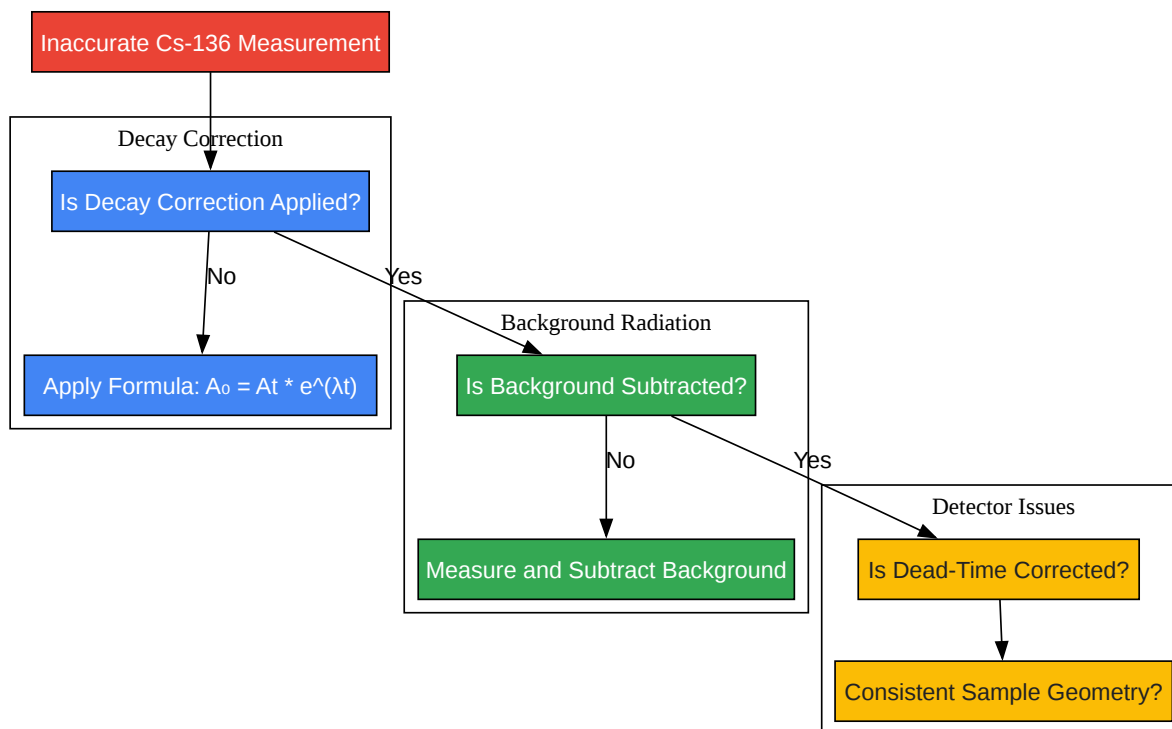 Inaccurate Cs-136 Measurement
Decay Correction
Is Decay Correction Applied?
No
Yes
Apply Formula: A₀ = At * e^(λt)
Background Radiation
Is Background Subtracted?
No
Yes
Measure and Subtract Background
Detector Issues
Is Dead-Time Corrected?
Consistent Sample Geometry?